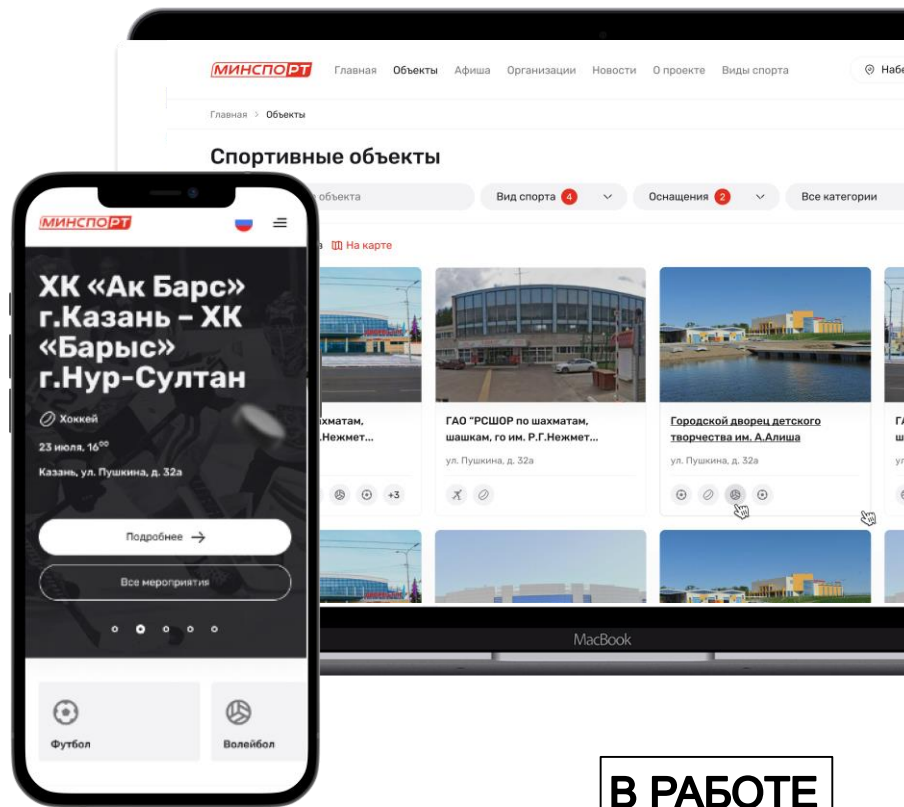 МИНСПОРТ Главная Объекты Афиша Организации Новости О проекте Виды спорта
Главная > Объекты
Спортивные объекты
объекта Вид спорта 4 Оснащения 2 Все категории
На карте
ГАО "РСШОР по шахматам,
шашкам, го им. Р.Г.Нежмет...
ул. Пушкина, д. 32а
Городской дворец детского
творчества им. А.Алиша
ул. Пушкина, д. 32а
.Нежмет...
+3
MacBook
МИНСПОРТ
ХК «Ак Барс»
г.Казань – ХК
«Барыс»
г.Нур-Султан
Хоккей
23 июля, 16⁰⁰
Казань, ул. Пушкина, д. 32а
Подробнее →
Все мероприятия
Футбол Волейбол
В РАБОТЕ